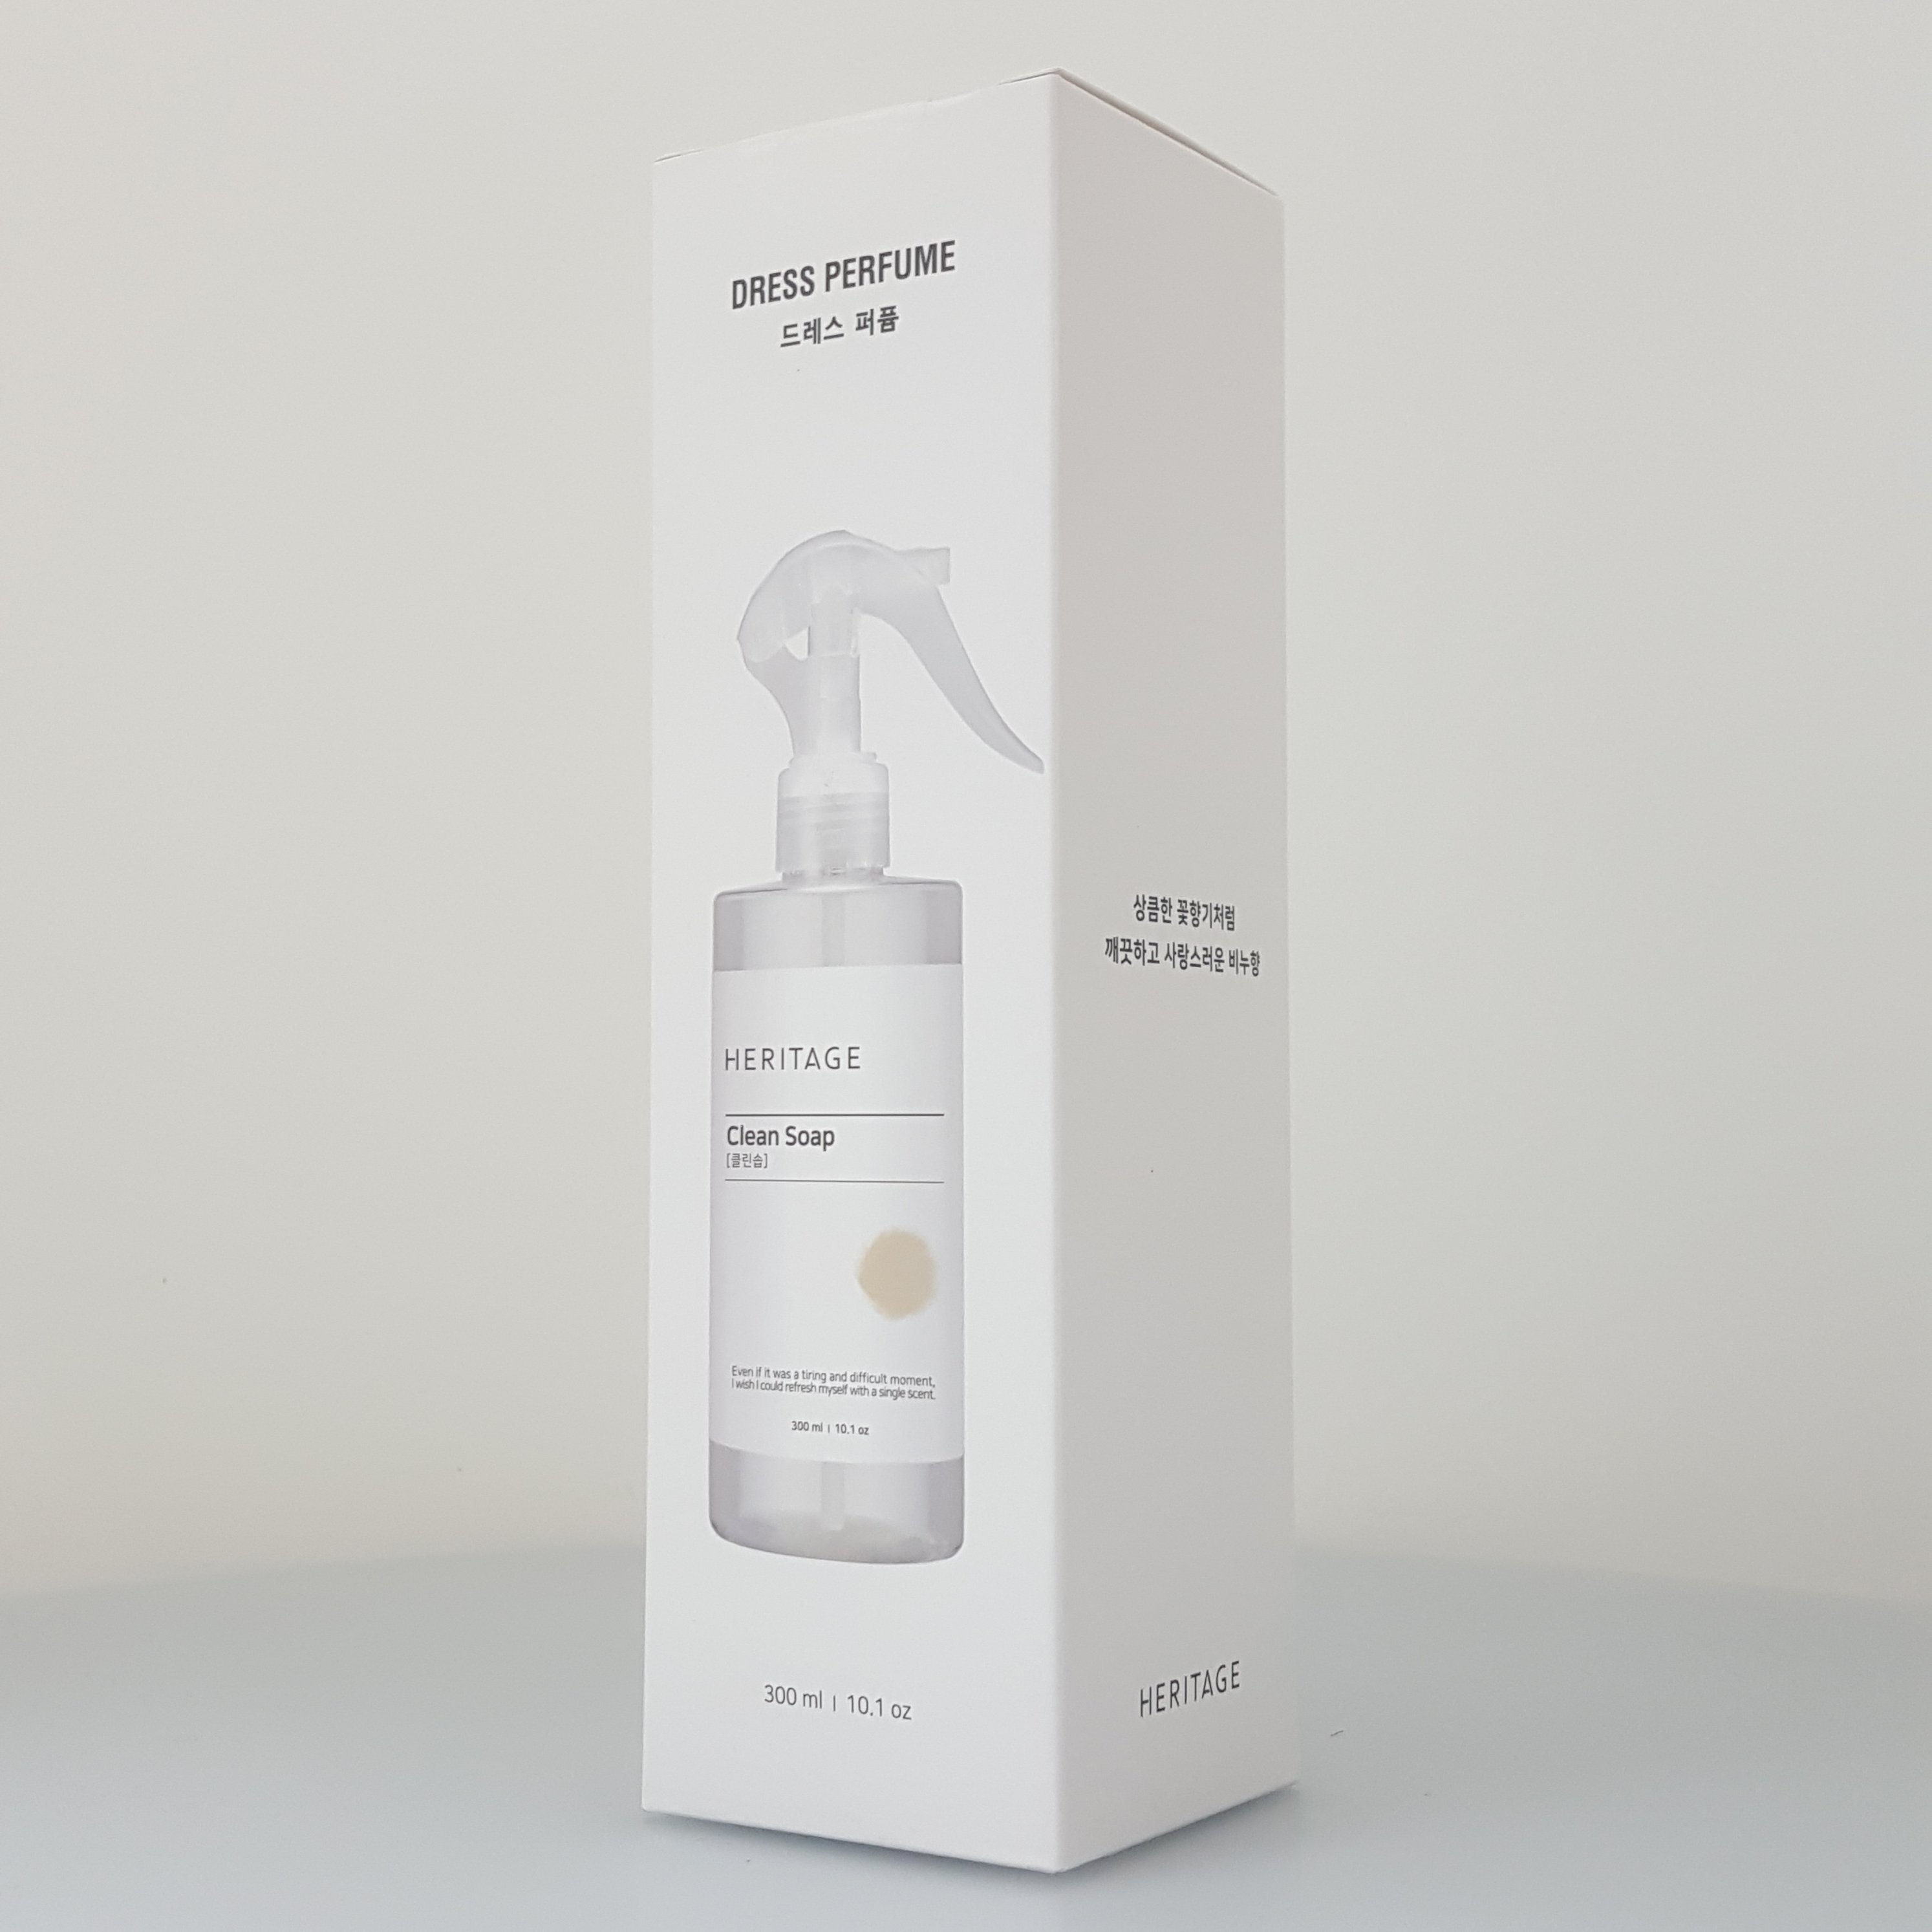 DRESS PERFUME
드레스 퍼퓸
HERITAGE
Clean Soap
[클린솝]
Even if it was a tiring and difficult moment,
I wish I could refresh myself with a single scent.
300 ml | 10.1 oz
300 ml | 10.1 oz
상큼한 꽃향기처럼
깨끗하고 사랑스러운 비누향
HERITAGE